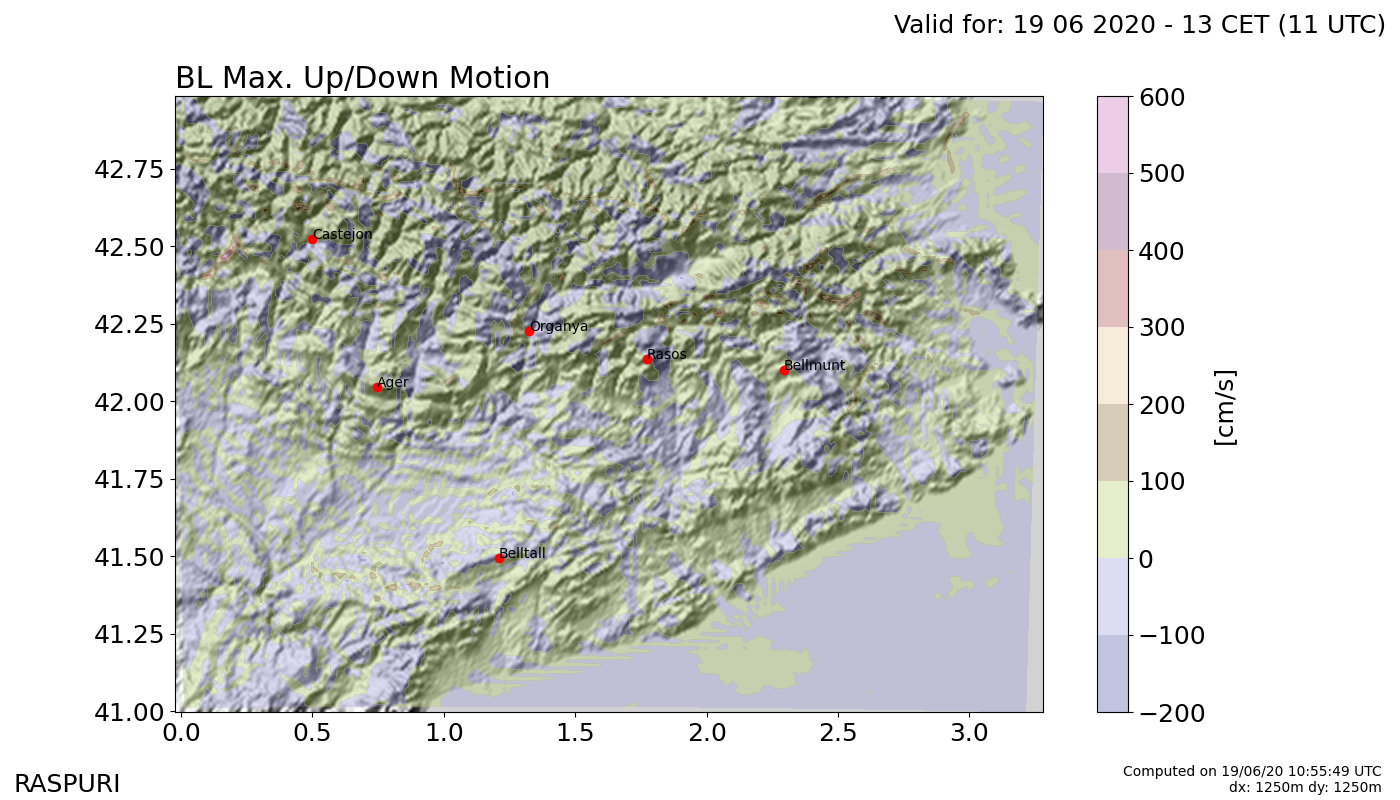 Valid for: 19 06 2020 - 13 CET (11 UTC)
BL Max. Up/Down Motion
600
500
400
300
200
100
0
−100
−200
[cm/s]
42.75
42.50
42.25
42.00
41.75
41.50
41.25
41.00
Castejon
Organya
Rasos
Bellmunt
Ager
Belltall
0.0 0.5 1.0 1.5 2.0 2.5 3.0
RASPURI
Computed on 19/06/20 10:55:49 UTC
dx: 1250m dy: 1250m